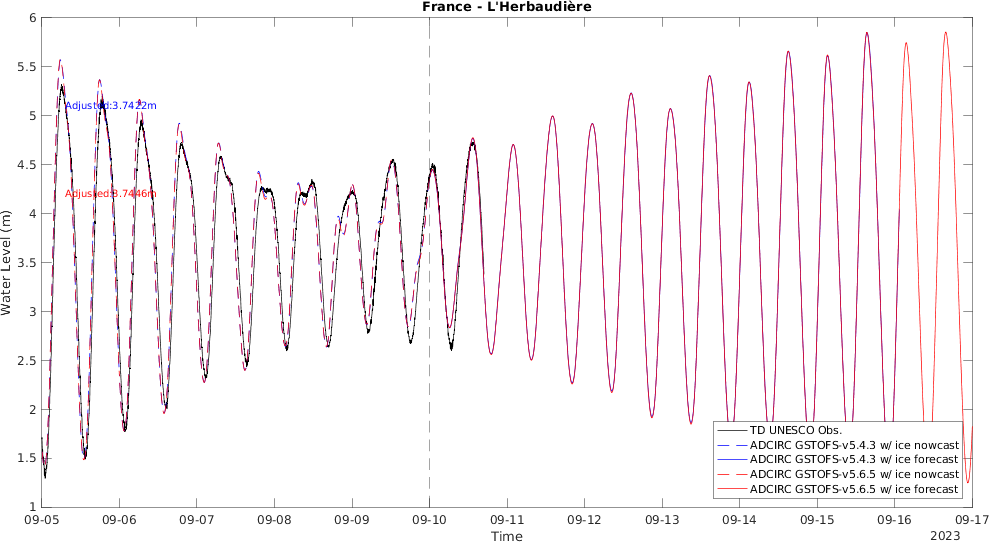 France - L'Herbaudière
6
5.5
5
4.5
4
3.5
3
2.5
2
1.5
1
Water Level (m)
Adjusted:3.7422m
Adjusted:3.7446m
TD UNESCO Obs.
ADCIRC GSTOFS-v5.4.3 w/ ice nowcast
ADCIRC GSTOFS-v5.4.3 w/ ice forecast
ADCIRC GSTOFS-v5.6.5 w/ ice nowcast
ADCIRC GSTOFS-v5.6.5 w/ ice forecast
09-05 09-06 09-07 09-08 09-09 09-10 09-11 09-12 09-13 09-14 09-15 09-16 09-17
Time
2023